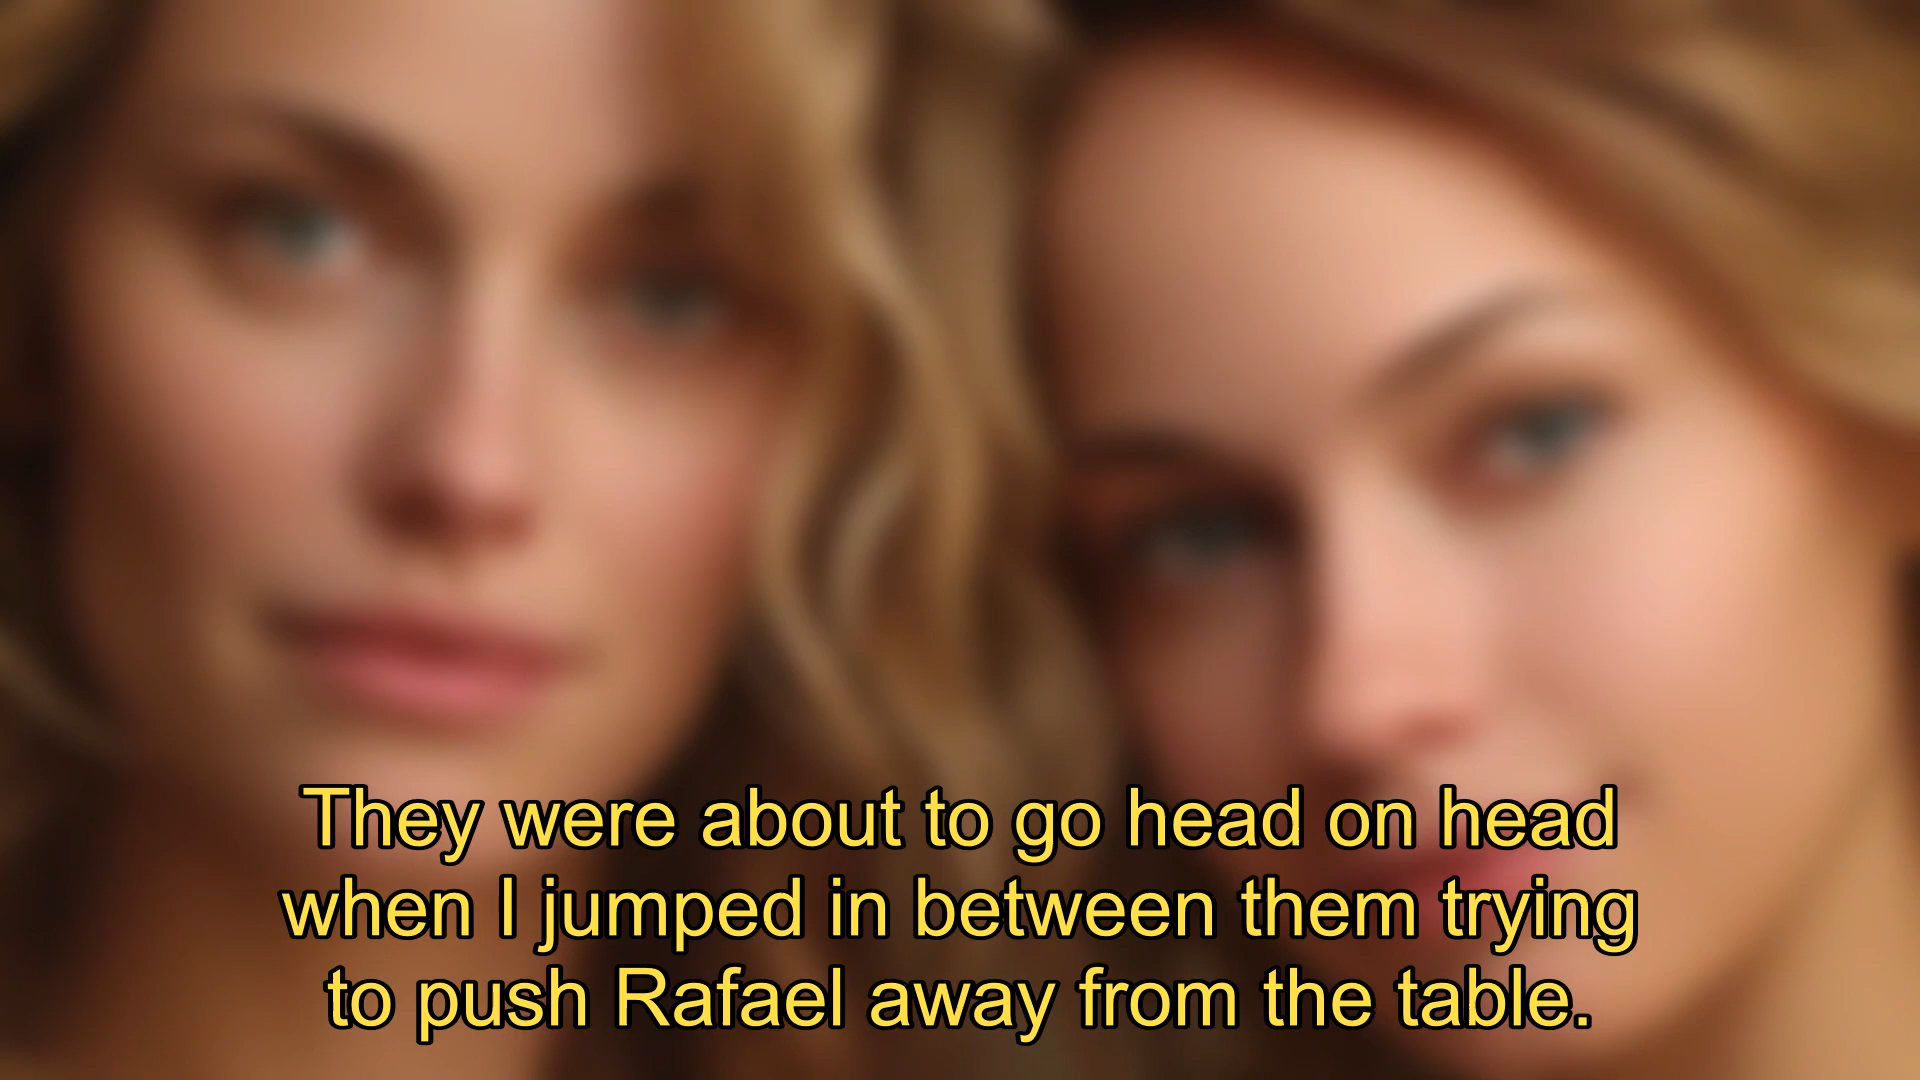 They were about to go head on head
when I jumped in between them trying
to push Rafael away from the table.